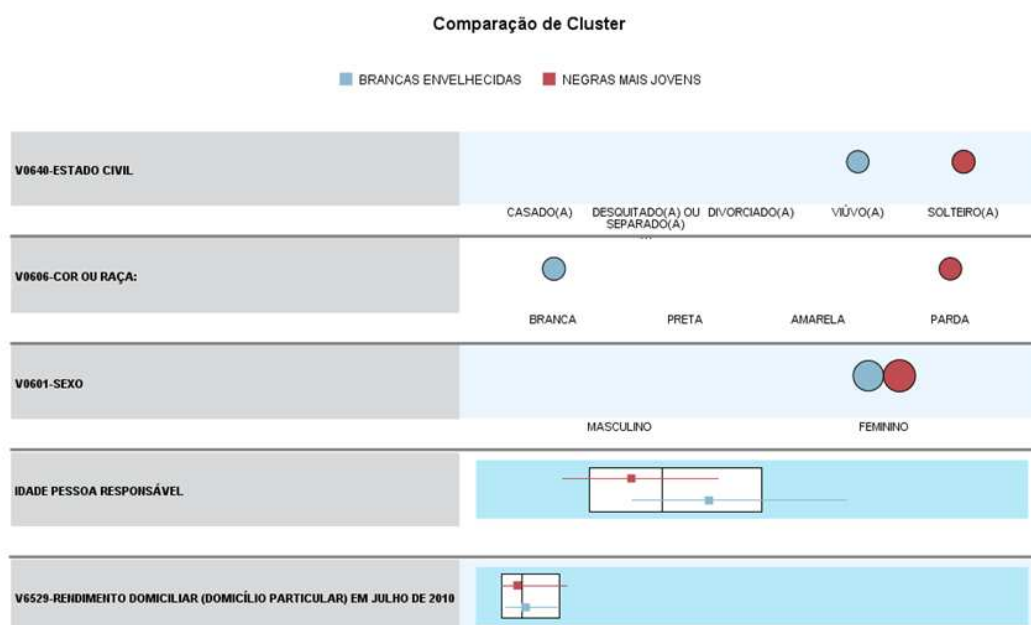 Comparação de Cluster
BRANCAS ENVELHECIDAS NEGRAS MAIS JOVENS
V0640-ESTADO CIVIL
CASADO(A) DESQUITADO(A) OU SEPARADO(A) ... DIVORCIADO(A) VIÚVO(A) SOLTEIRO(A)
V0606-COR OU RAÇA:
BRANCA PRETA AMARELA PARDA
V0601-SEXO
MASCULINO FEMININO
IDADE PESSOA RESPONSÁVEL
V6529-RENDIMENTO DOMICILIAR (DOMICÍLIO PARTICULAR) EM JULHO DE 2010